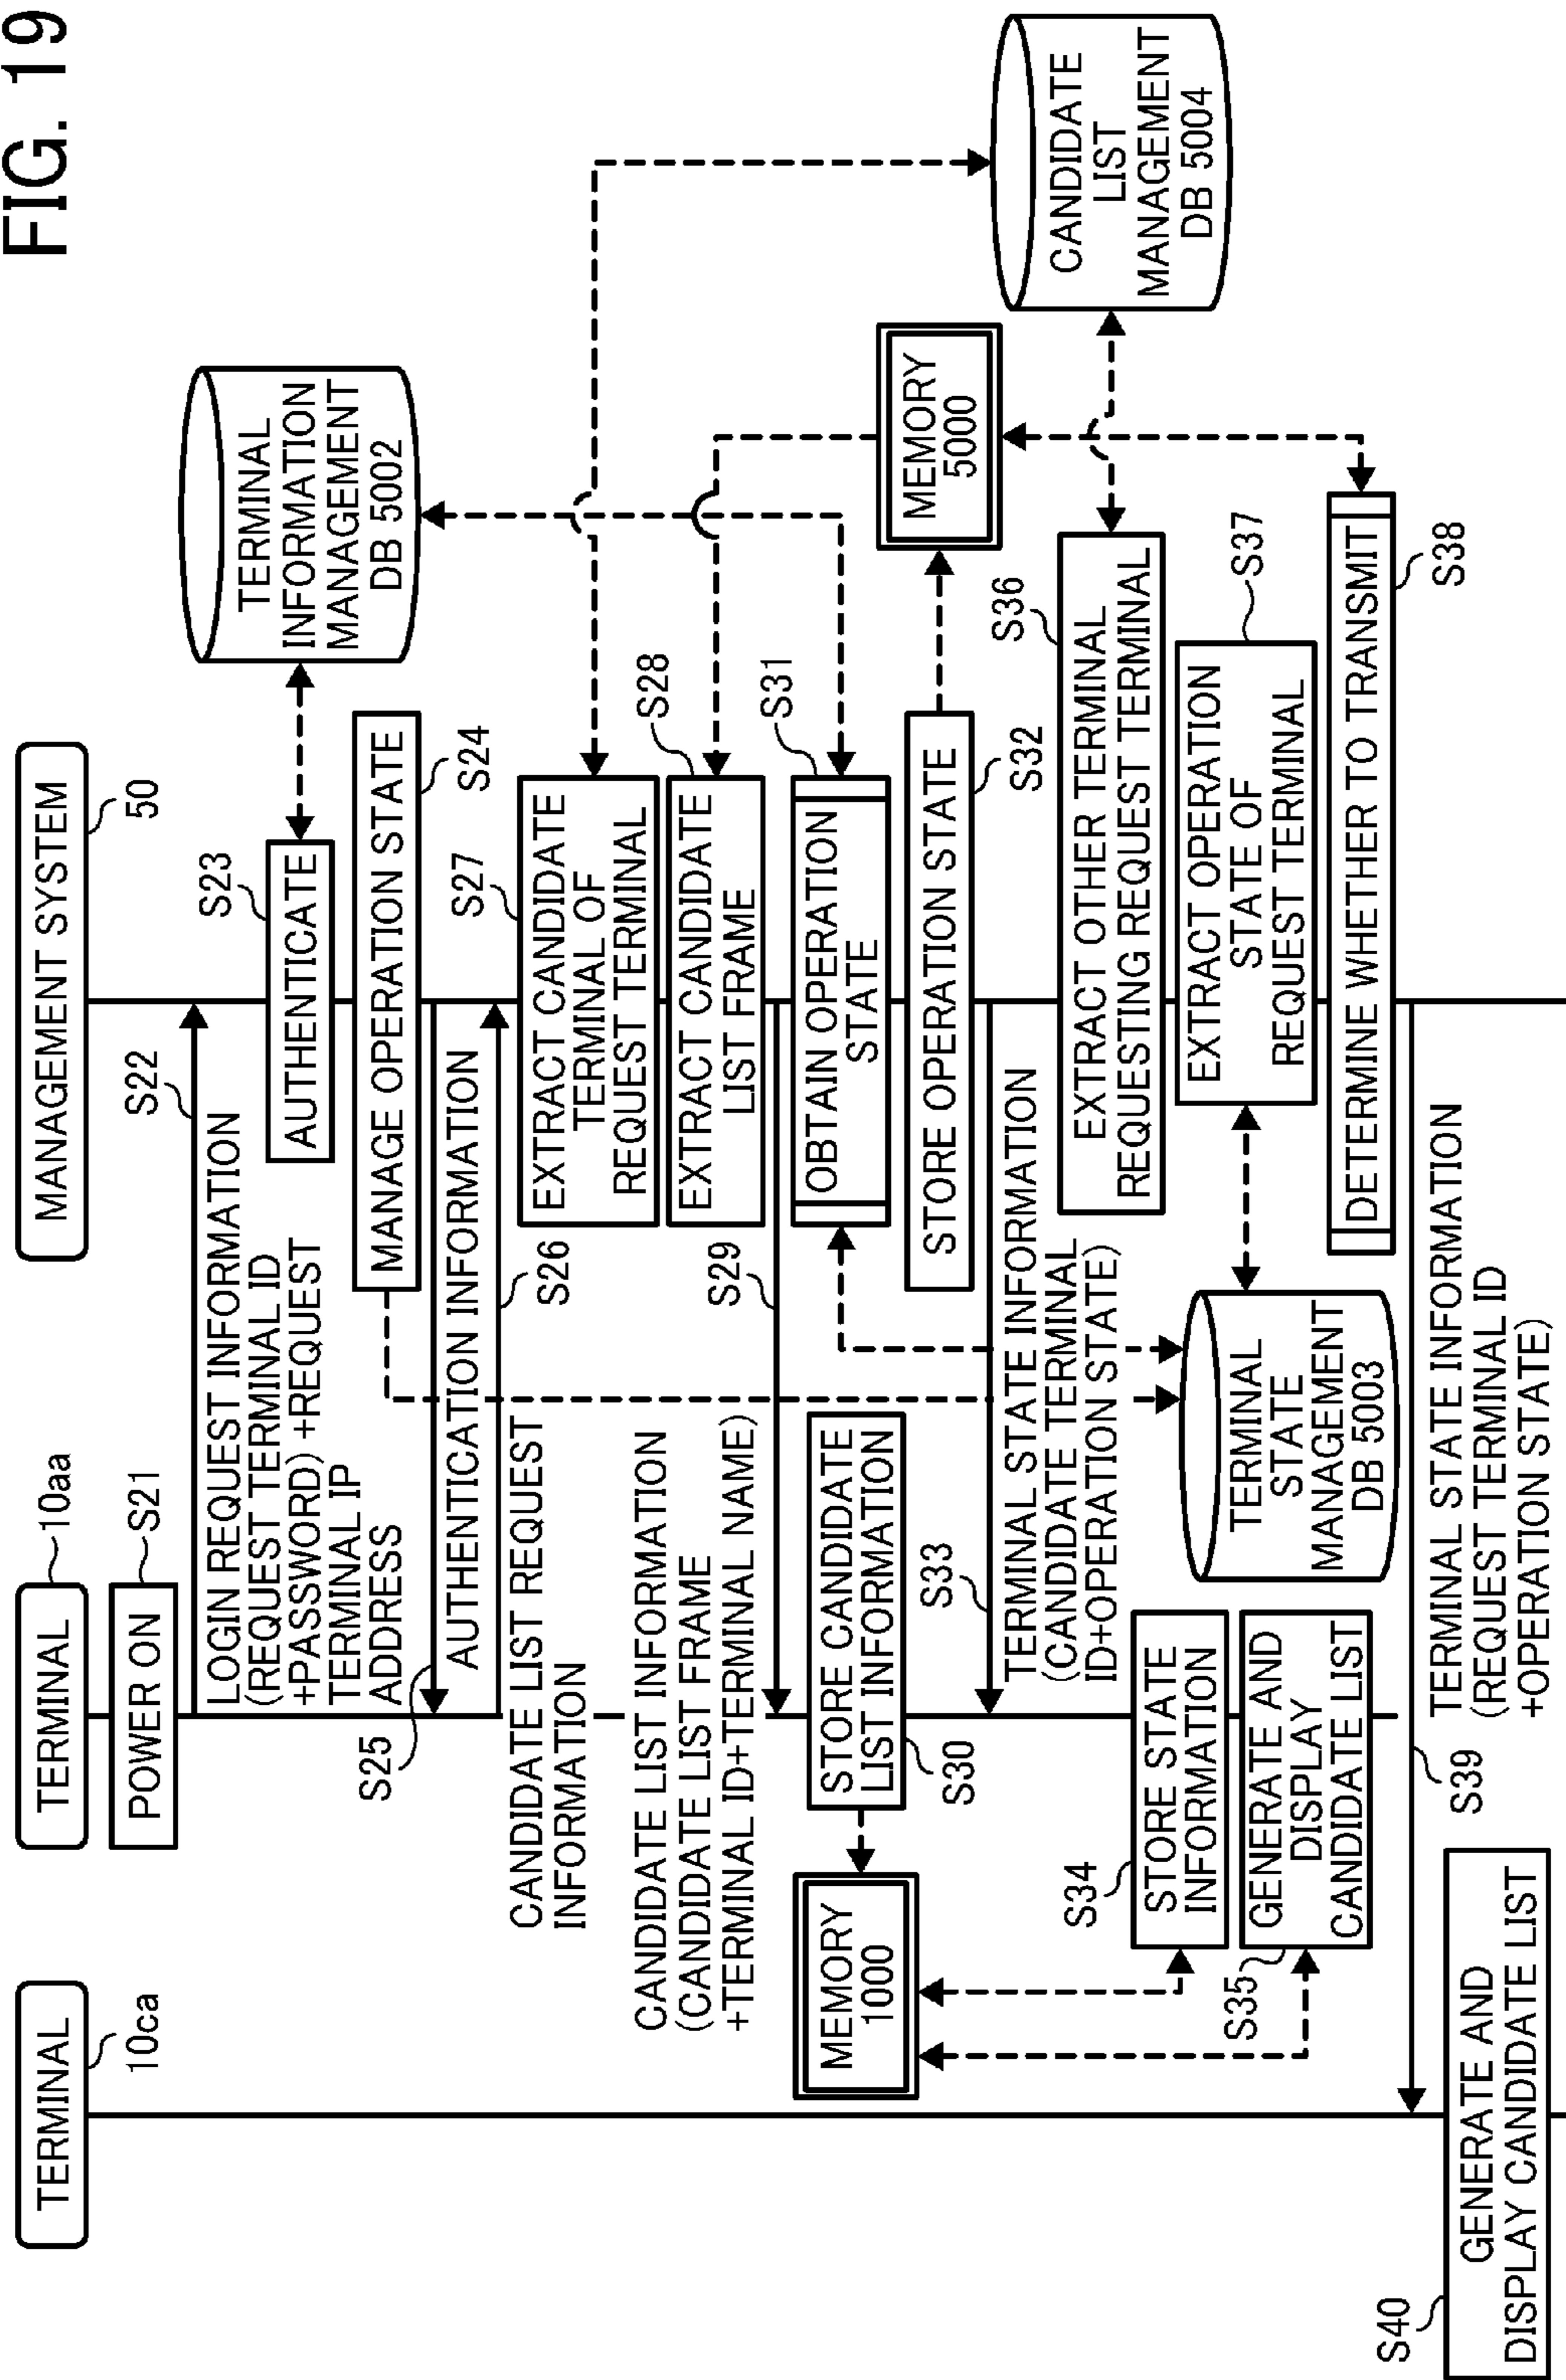 FIG. 19
TERMINAL
10ca
TERMINAL
10aa
MANAGEMENT SYSTEM
50
POWER ON
S21
S22
LOGIN REQUEST INFORMATION
(REQUEST TERMINAL ID
+PASSWORD) +REQUEST
TERMINAL IP
ADDRESS
S23
AUTHENTICATE
TERMINAL
INFORMATION
MANAGEMENT
DB 5002
MANAGE OPERATION STATE
S24
S25
AUTHENTICATION INFORMATION
S26
CANDIDATE LIST REQUEST
INFORMATION
S27
EXTRACT CANDIDATE
TERMINAL OF
REQUEST TERMINAL
S28
EXTRACT CANDIDATE
LIST FRAME
S29
CANDIDATE LIST INFORMATION
(CANDIDATE LIST FRAME
+TERMINAL ID+TERMINAL NAME)
STORE CANDIDATE
LIST INFORMATION
S30
MEMORY
1000
S31
OBTAIN OPERATION
STATE
STORE OPERATION STATE
S32
MEMORY
5000
CANDIDATE
LIST
MANAGEMENT
DB 5004
S33
TERMINAL STATE INFORMATION
(CANDIDATE TERMINAL
ID+OPERATION STATE)
S34
STORE STATE
INFORMATION
S35
GENERATE AND
DISPLAY
CANDIDATE LIST
TERMINAL
STATE
MANAGEMENT
DB 5003
S36
EXTRACT OTHER TERMINAL
REQUESTING REQUEST TERMINAL
S37
EXTRACT OPERATION
STATE OF
REQUEST TERMINAL
DETERMINE WHETHER TO TRANSMIT
S38
S39
TERMINAL STATE INFORMATION
(REQUEST TERMINAL ID
+OPERATION STATE)
S40
GENERATE AND
DISPLAY CANDIDATE LIST